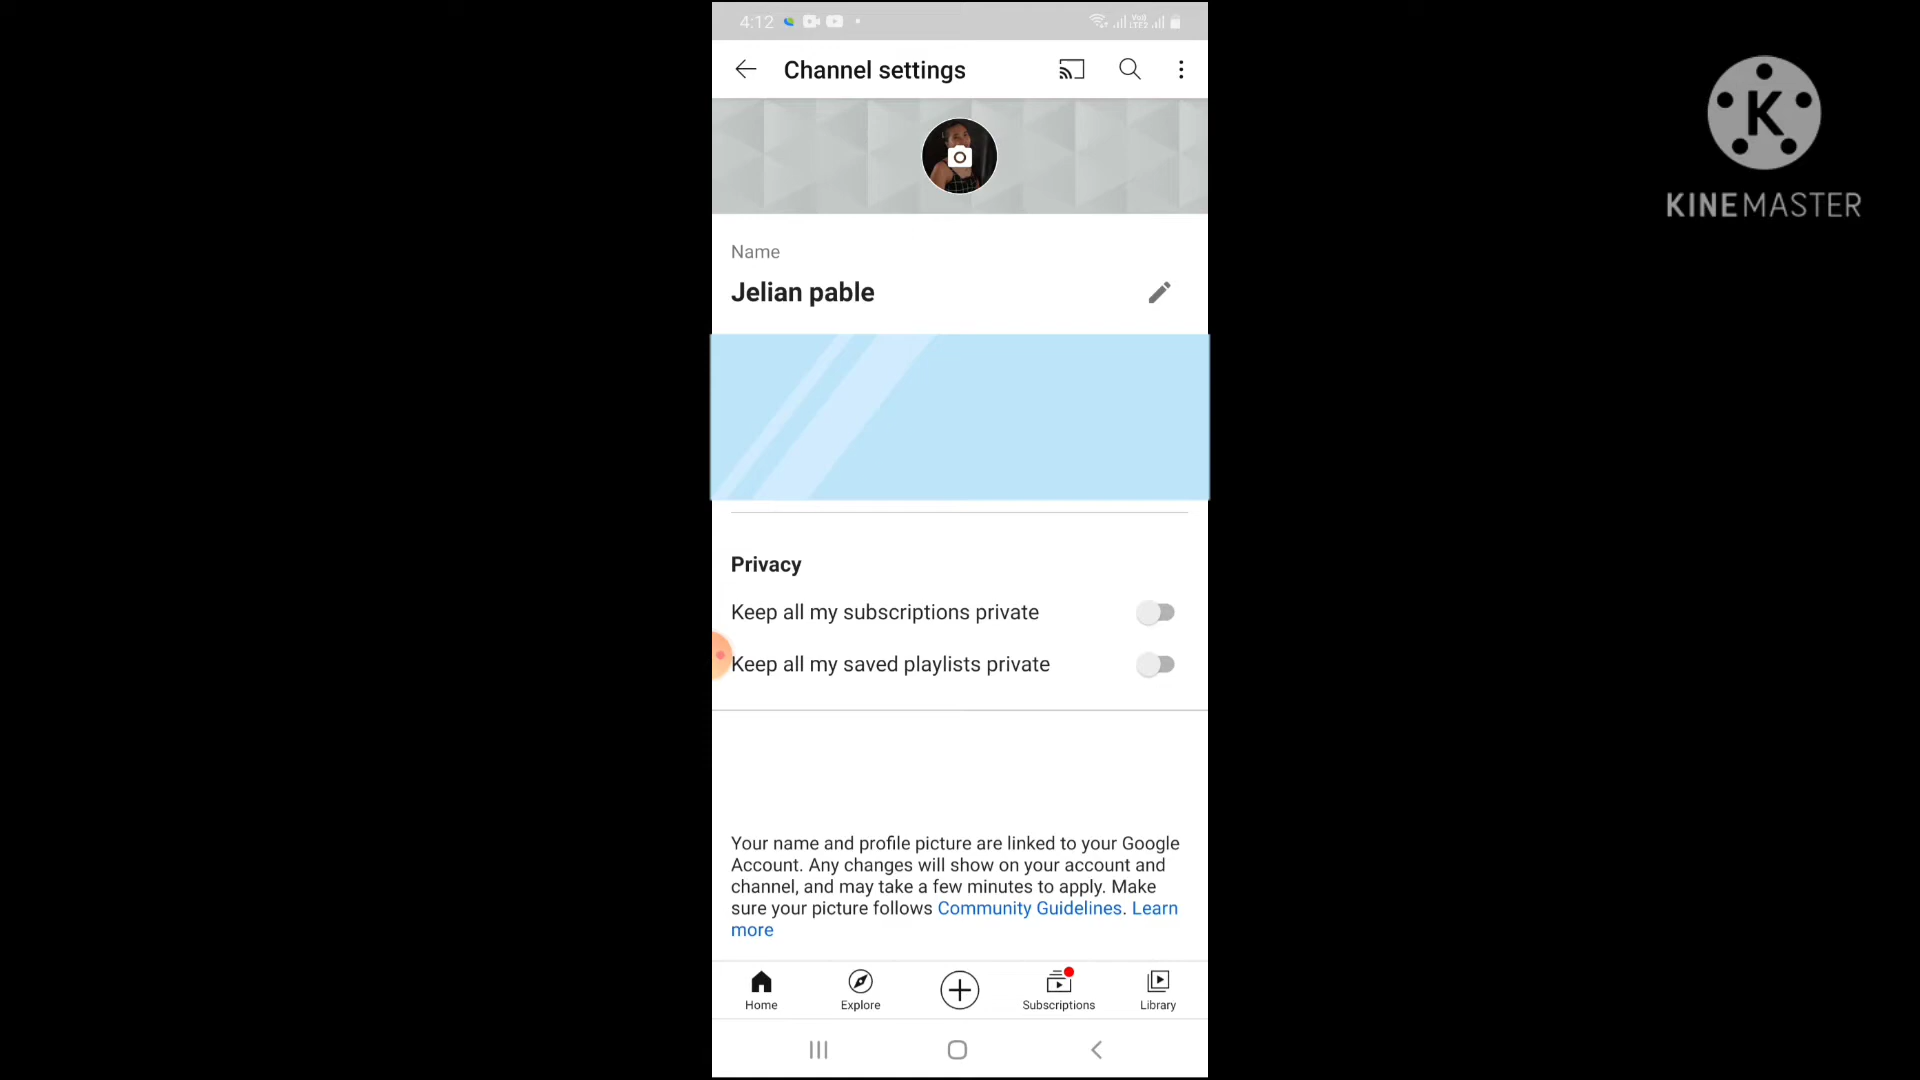 4:12
Channel settings
K
KINEMASTER
Name
Jelian pable
Privacy
Keep all my subscriptions private
Keep all my saved playlists private
Your name and profile picture are linked to your Google
Account. Any changes will show on your account and
channel, and may take a few minutes to apply. Make
sure your picture follows Community Guidelines. Learn
more
Home
Explore
Subscriptions
Library